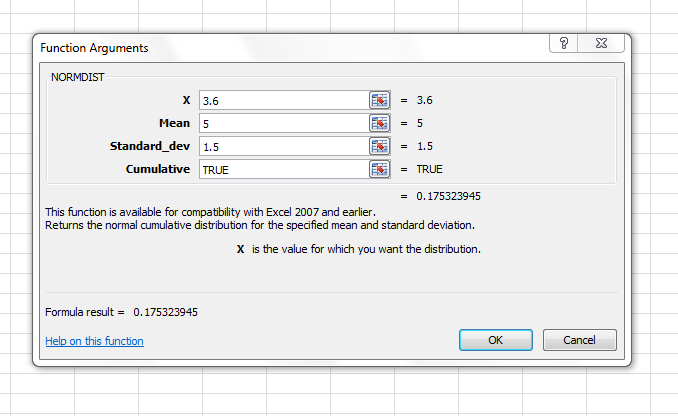 Function Arguments
?
NORMDIST
X 3.6 = 3.6
Mean 5 = 5
Standard_dev 1.5 = 1.5
Cumulative TRUE = TRUE
= 0.175323945
This function is available for compatibility with Excel 2007 and earlier.
Returns the normal cumulative distribution for the specified mean and standard deviation.
X is the value for which you want the distribution.
Formula result = 0.175323945
Help on this function OK Cancel